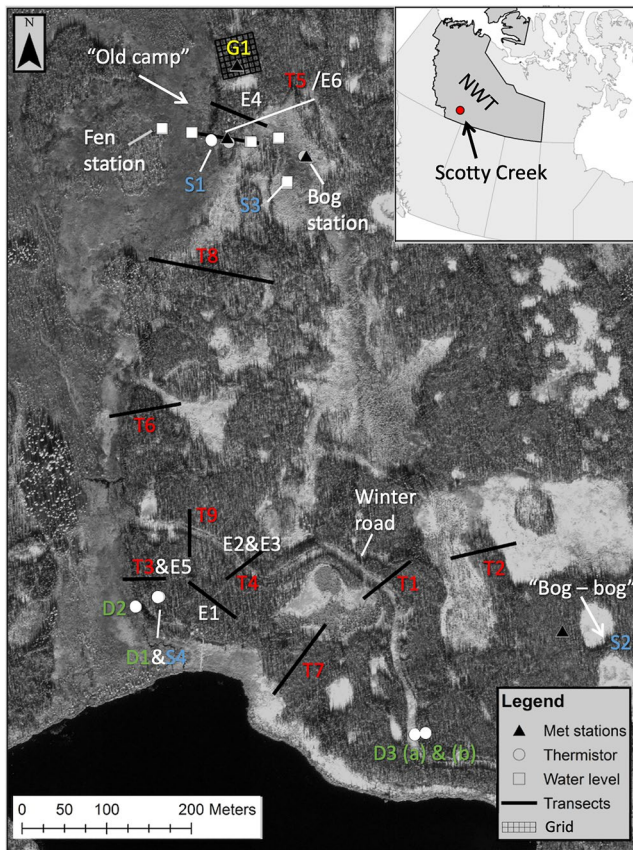 N
G1
"Old camp"
T5/E6
E4
Fen
station
S1
S3
Bog
station
NWT
Scotty Creek
T8
T6
Winter
road
T9
E2&E3
T3&E5
T4
T1
T2
E1
D2
D1&S4
"Bog – bog"
S2
T7
D3 (a) & (b)
Legend
Met stations
Thermistor
Water level
Transects
Grid
0 50 100 200 Meters